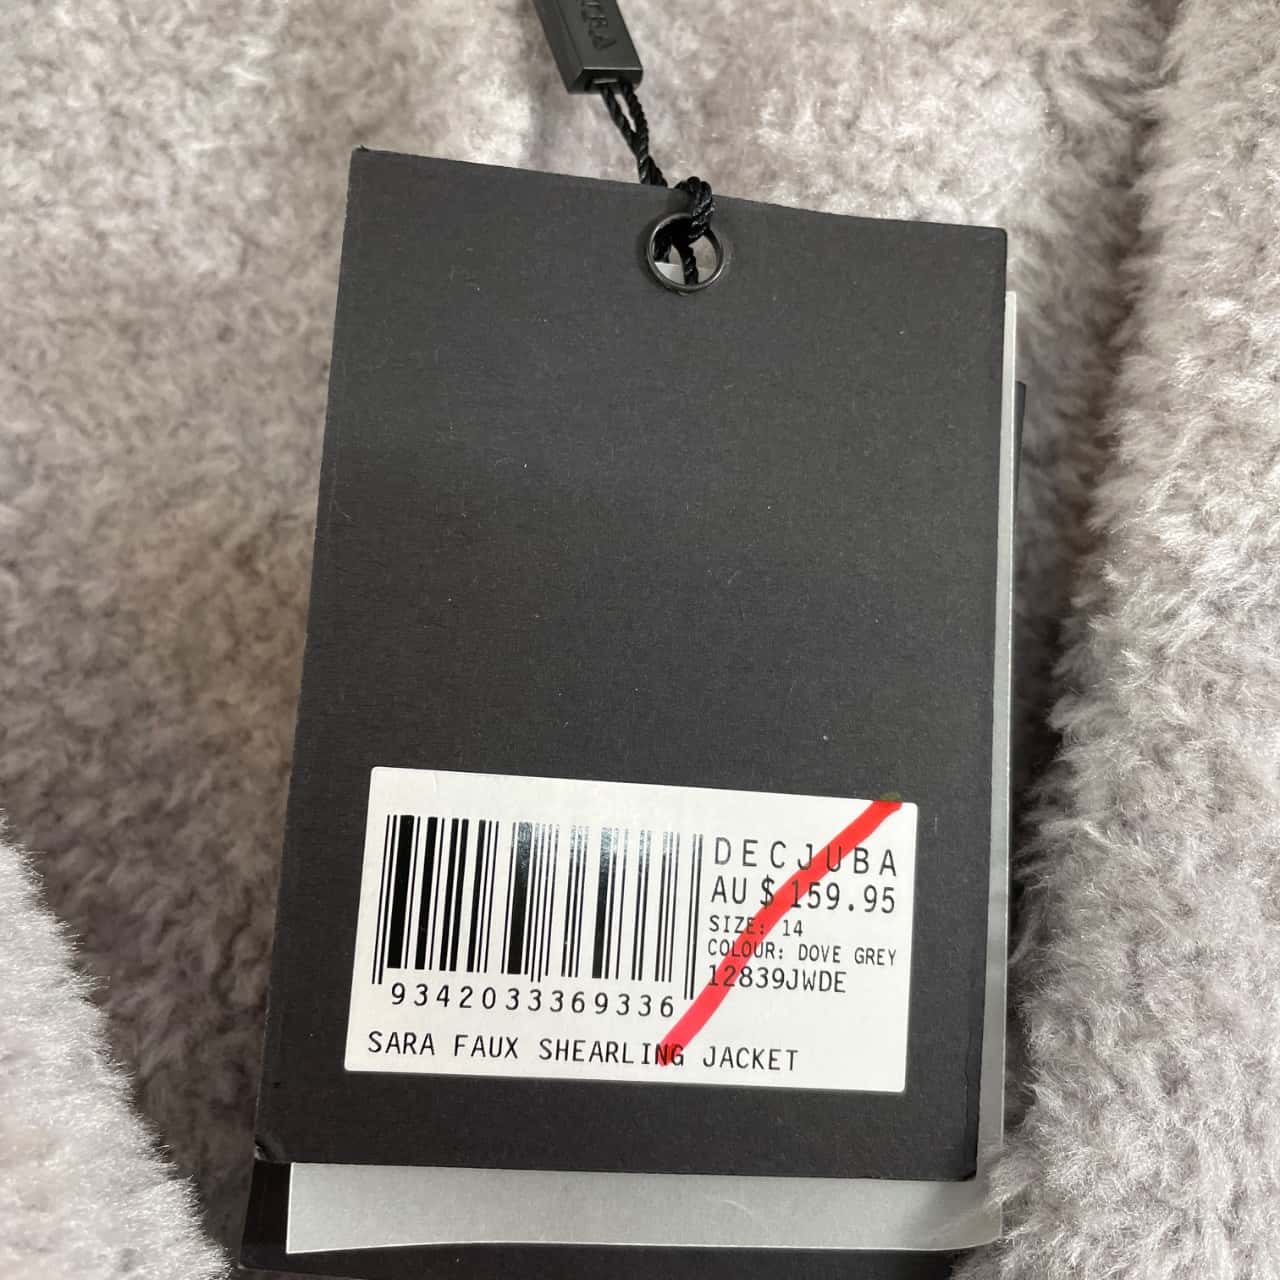 DECJUBA
AU $ 159.95
SIZE: 14
COLOUR: DOVE GREY
12839JWDE
9342033369336
SARA FAUX SHEARLING JACKET